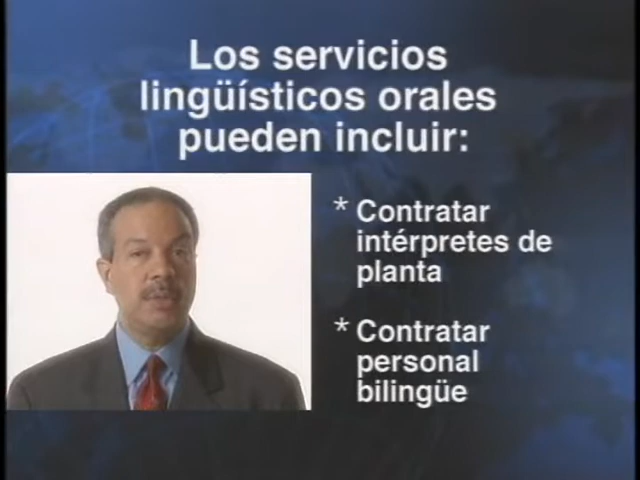 Los servicios
lingüísticos orales
pueden incluir:
* Contratar
intérpretes de
planta
* Contratar
personal
bilingüe